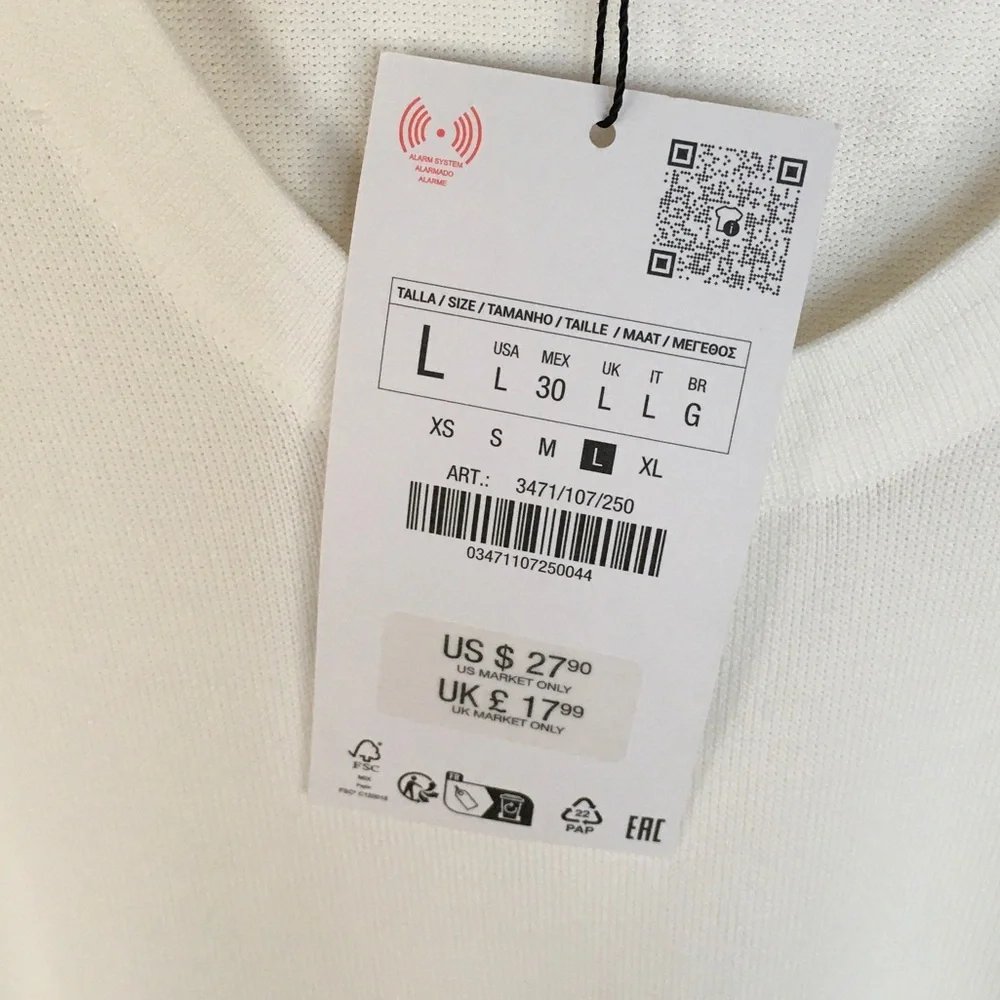 ALARM SYSTEM
ALARMADO
ALARME
TALLA / SIZE / TAMANHO / TAILLE / MAAT / ΜΕΓΕΘΟΣ
L
USA MEX UK IT BR
L 30 L L G
XS S M L XL
ART.: 3471/107/250
03471107250044
US $ 27.90
US MARKET ONLY
UK £ 17.99
UK MARKET ONLY
FSC
MIX
FR
22
PAP
EAC